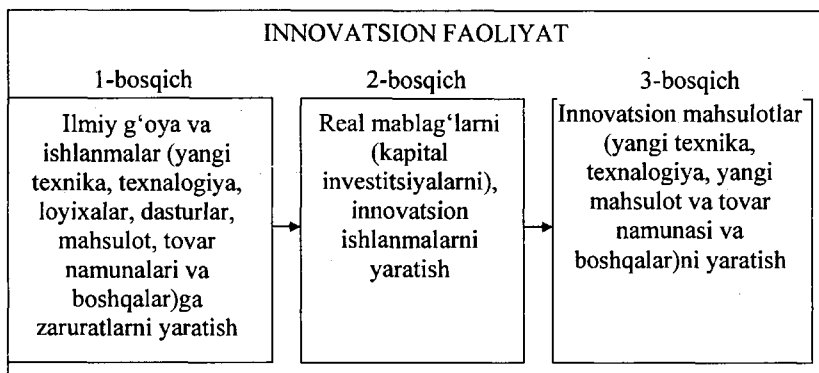 INNOVATSION FAOLIYAT
1-bosqich
Ilmiy g‘oya va
ishlanmalar (yangi
texnika, texnalogiya,
loyixalar, dasturlar,
mahsulot, tovar
namunalari va
boshqalar)ga
zaruratlarni yaratish
2-bosqich
Real mablag‘larni
(kapital
investitsiyalarni),
innovatsion
ishlanmalarni
yaratish
3-bosqich
Innovatsion mahsulotlar
(yangi texnika,
texnalogiya, yangi
mahsulot va tovar
namunasi va
boshqalar)ni yaratish